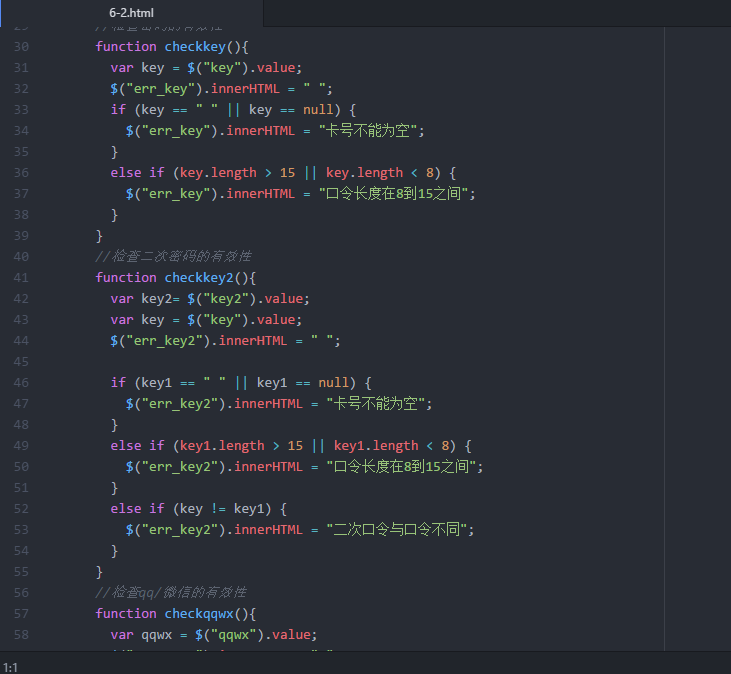 6-2.html
30 function checkkey(){
31 var key = $("key").value;
32 $("err_key").innerHTML = " ";
33 if (key == " " || key == null) {
34 $("err_key").innerHTML = "卡号不能为空";
35 }
36 else if (key.length > 15 || key.length < 8) {
37 $("err_key").innerHTML = "口令长度在8到15之间";
38 }
39 }
40 //检查二次密码的有效性
41 function checkkey2(){
42 var key2= $("key2").value;
43 var key = $("key").value;
44 $("err_key2").innerHTML = " ";
45
46 if (key1 == " " || key1 == null) {
47 $("err_key2").innerHTML = "卡号不能为空";
48 }
49 else if (key1.length > 15 || key1.length < 8) {
50 $("err_key2").innerHTML = "口令长度在8到15之间";
51 }
52 else if (key != key1) {
53 $("err_key2").innerHTML = "二次口令与口令不同";
54 }
55 }
56 //检查qq/微信的有效性
57 function checkqqwx(){
58 var qqwx = $("qqwx").value;
1:1